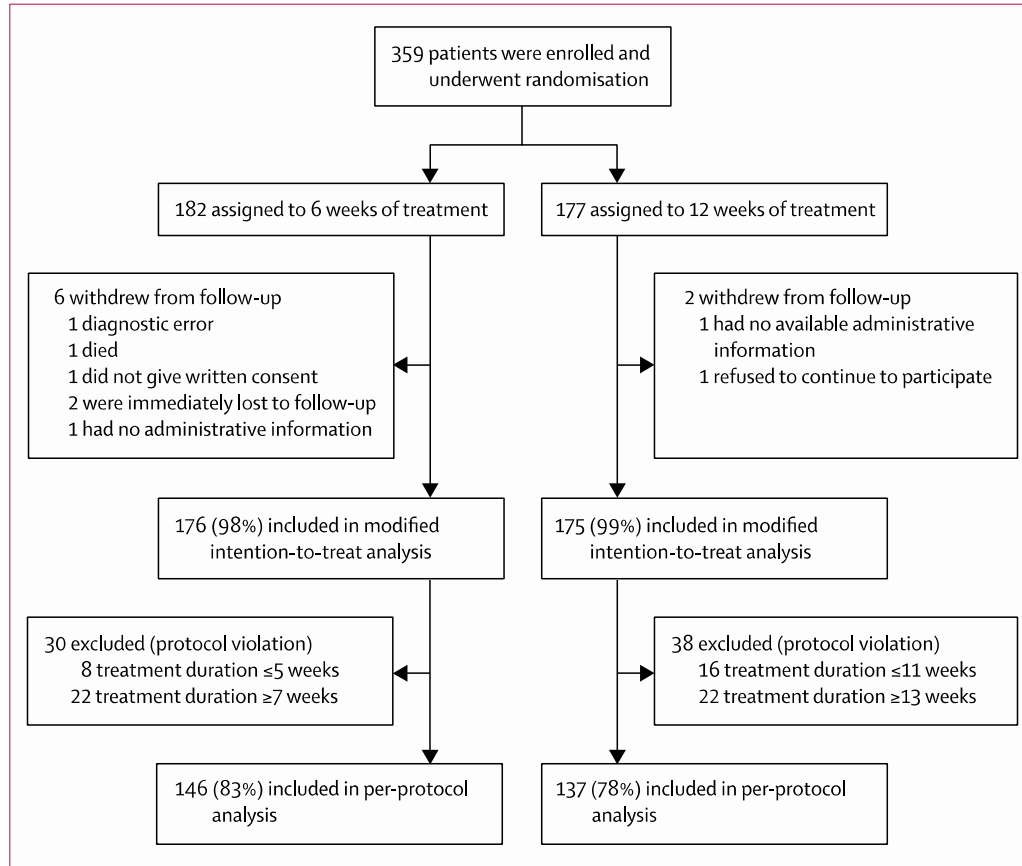 359 patients were enrolled and
underwent randomisation
182 assigned to 6 weeks of treatment
177 assigned to 12 weeks of treatment
6 withdrew from follow-up
1 diagnostic error
1 died
1 did not give written consent
2 were immediately lost to follow-up
1 had no administrative information
2 withdrew from follow-up
1 had no available administrative
information
1 refused to continue to participate
176 (98%) included in modified
intention-to-treat analysis
175 (99%) included in modified
intention-to-treat analysis
30 excluded (protocol violation)
8 treatment duration ≤5 weeks
22 treatment duration ≥7 weeks
38 excluded (protocol violation)
16 treatment duration ≤11 weeks
22 treatment duration ≥13 weeks
146 (83%) included in per-protocol
analysis
137 (78%) included in per-protocol
analysis